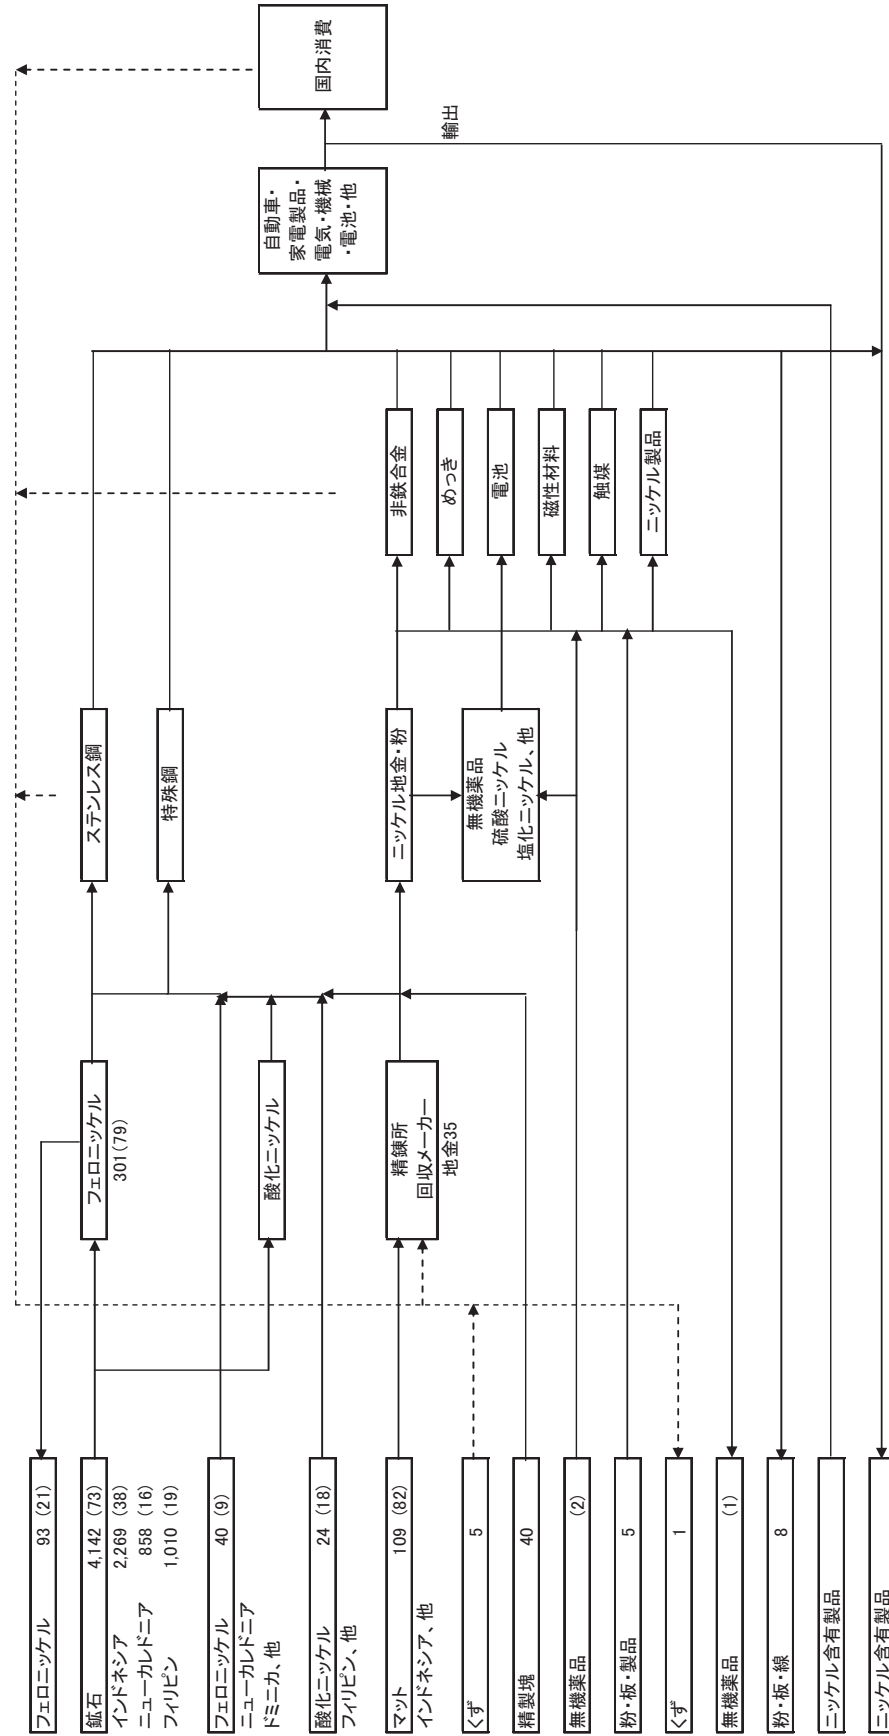 フェロニッケル 93 (21)
鉱石 4,142 (73)
インドネシア 2,269 (38)
ニューカレドニア 858 (16)
フィリピン 1,010 (19)
フェロニッケル 40 (9)
ニューカレドニア
ドミニカ、他
酸化ニッケル 24 (18)
フィリピン、他
マット 109 (82)
インドネシア、他
くず 5
精製塊 40
無機薬品 (2)
粉・板・製品 5
くず 1
無機薬品 (1)
粉・板・線 8
ニッケル含有製品
ニッケル含有製品
フェロニッケル
301(79)
酸化ニッケル
精錬所
回収メーカー
地金35
ステンレス鋼
特殊鋼
ニッケル地金・粉
無機薬品
硫酸ニッケル
塩化ニッケル、他
非鉄合金
めっき
電池
磁性材料
触媒
ニッケル製品
自動車・
家電製品・
電気・機械
・電池・他
輸出
国内消費